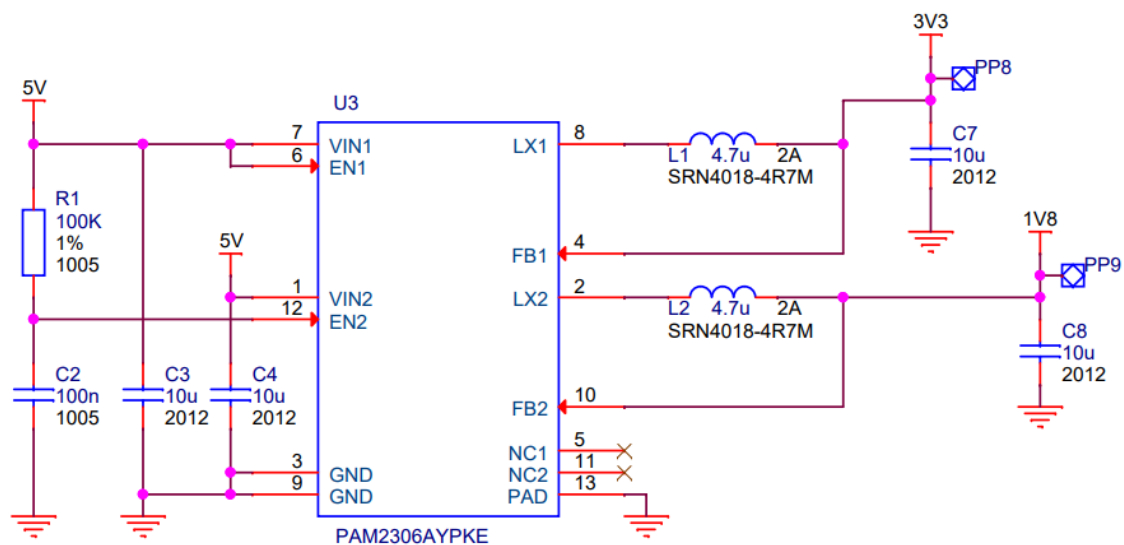 3V3
PP8
5V
U3
7
VIN1
LX1
8
6
EN1
L1
4.7u
2A
SRN4018-4R7M
C7
10u
2012
R1
100K
1%
1005
5V
FB1
4
1V8
PP9
1
VIN2
LX2
2
12
EN2
L2
4.7u
2A
SRN4018-4R7M
C8
10u
2012
C2
100n
1005
C3
10u
2012
C4
10u
2012
FB2
10
NC1
5
NC2
11
3
GND
PAD
13
9
GND
PAM2306AYPKE